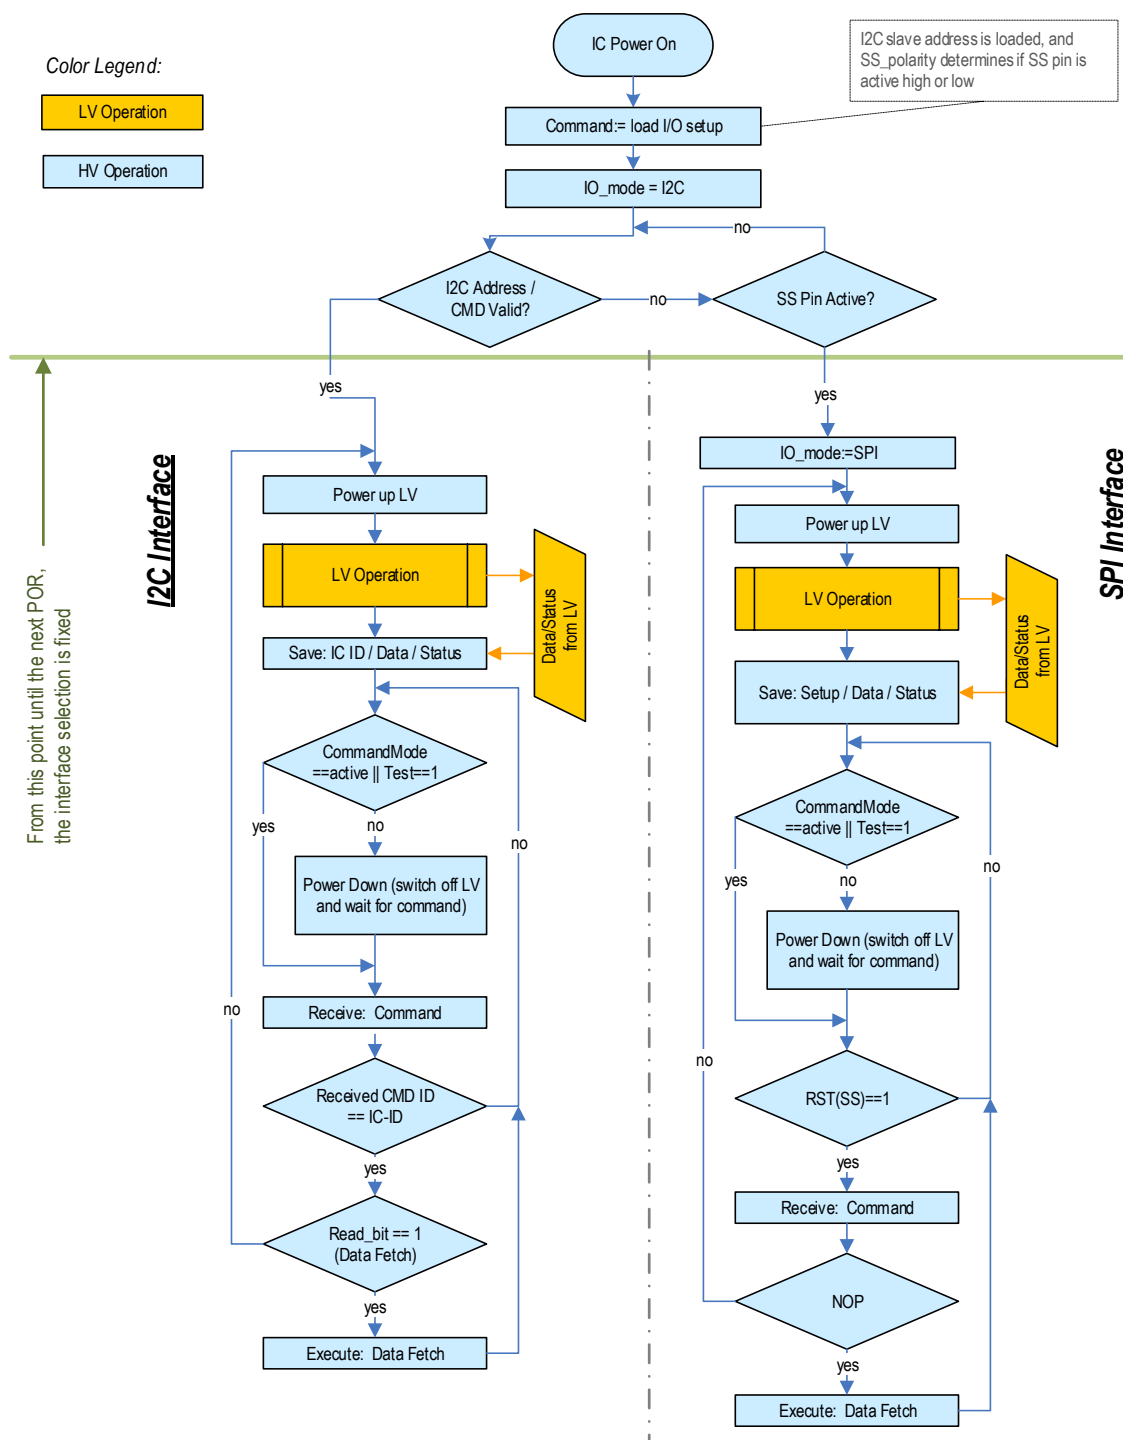 IC Power On
I2C slave address is loaded, and
SS_polarity determines if SS pin is
active high or low
Color Legend:
LV Operation
HV Operation
Command:= load I/O setup
IO_mode = I2C
no
I2C Address /
CMD Valid?
no
SS Pin Active?
yes
yes
From this point until the next POR,
the interface selection is fixed
I2C Interface
Power up LV
LV Operation
Data/Status
from LV
Save: IC ID / Data / Status
CommandMode
==active || Test==1
yes
no
no
Power Down (switch off LV
and wait for command)
no
Receive: Command
Received CMD ID
== IC-ID
yes
Read_bit == 1
(Data Fetch)
yes
Execute: Data Fetch
SPI Interface
IO_mode:=SPI
Power up LV
LV Operation
Data/Status
from LV
Save: Setup / Data / Status
CommandMode
==active || Test==1
yes
no
no
Power Down (switch off LV
and wait for command)
no
RST(SS)==1
yes
Receive: Command
NOP
yes
Execute: Data Fetch